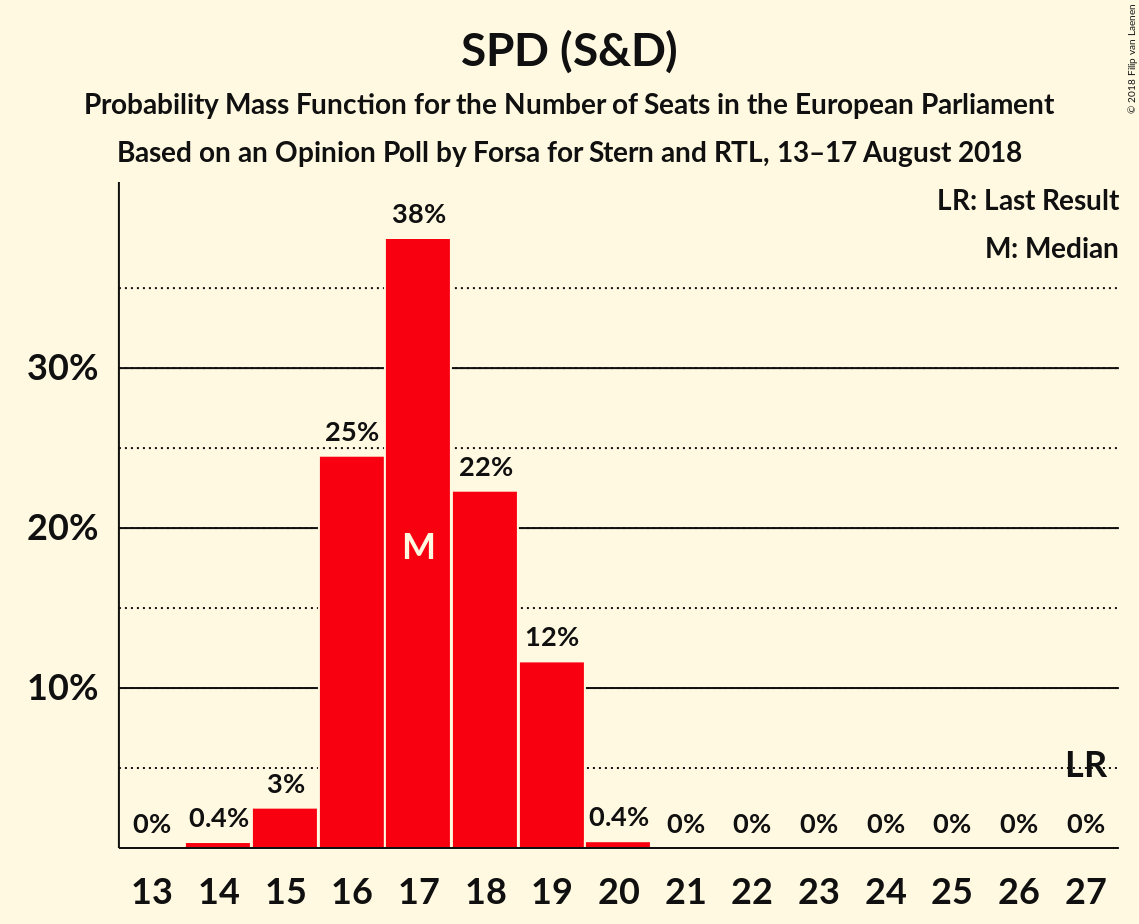 SPD (S&D)
Probability Mass Function for the Number of Seats in the European Parliament
Based on an Opinion Poll by Forsa for Stern and RTL, 13–17 August 2018
© 2018 Filip van Laenen
LR: Last Result
M: Median
38%
30%
25%
22%
20%
M
12%
10%
LR
3%
0% 0.4% 0.4% 0% 0% 0% 0% 0% 0% 0%
13 14 15 16 17 18 19 20 21 22 23 24 25 26 27